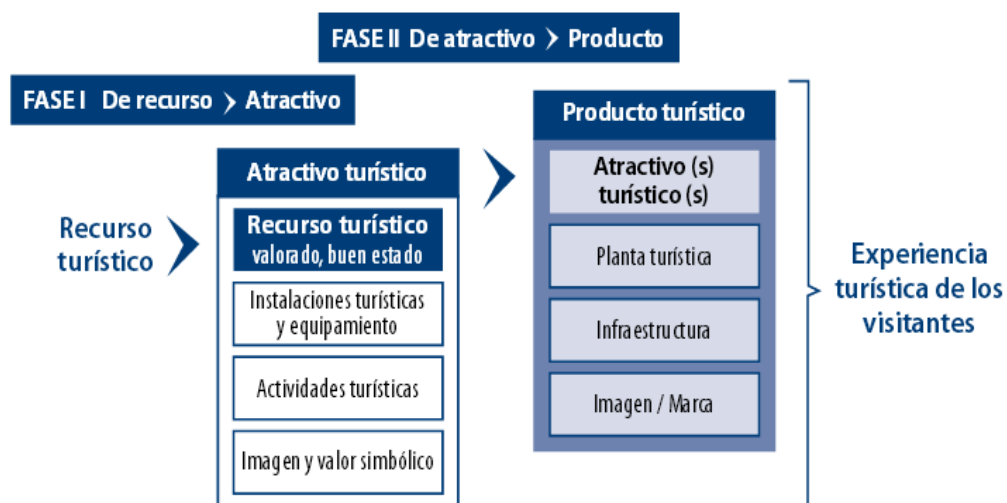 FASE II De atractivo > Producto
FASE I De recurso > Atractivo
Recurso
turístico
Atractivo turístico
Recurso turístico
valorado, buen estado
Instalaciones turísticas
y equipamiento
Actividades turísticas
Imagen y valor simbólico
Producto turístico
Atractivo (s)
turístico (s)
Planta turística
Infraestructura
Imagen / Marca
Experiencia
turística de los
visitantes